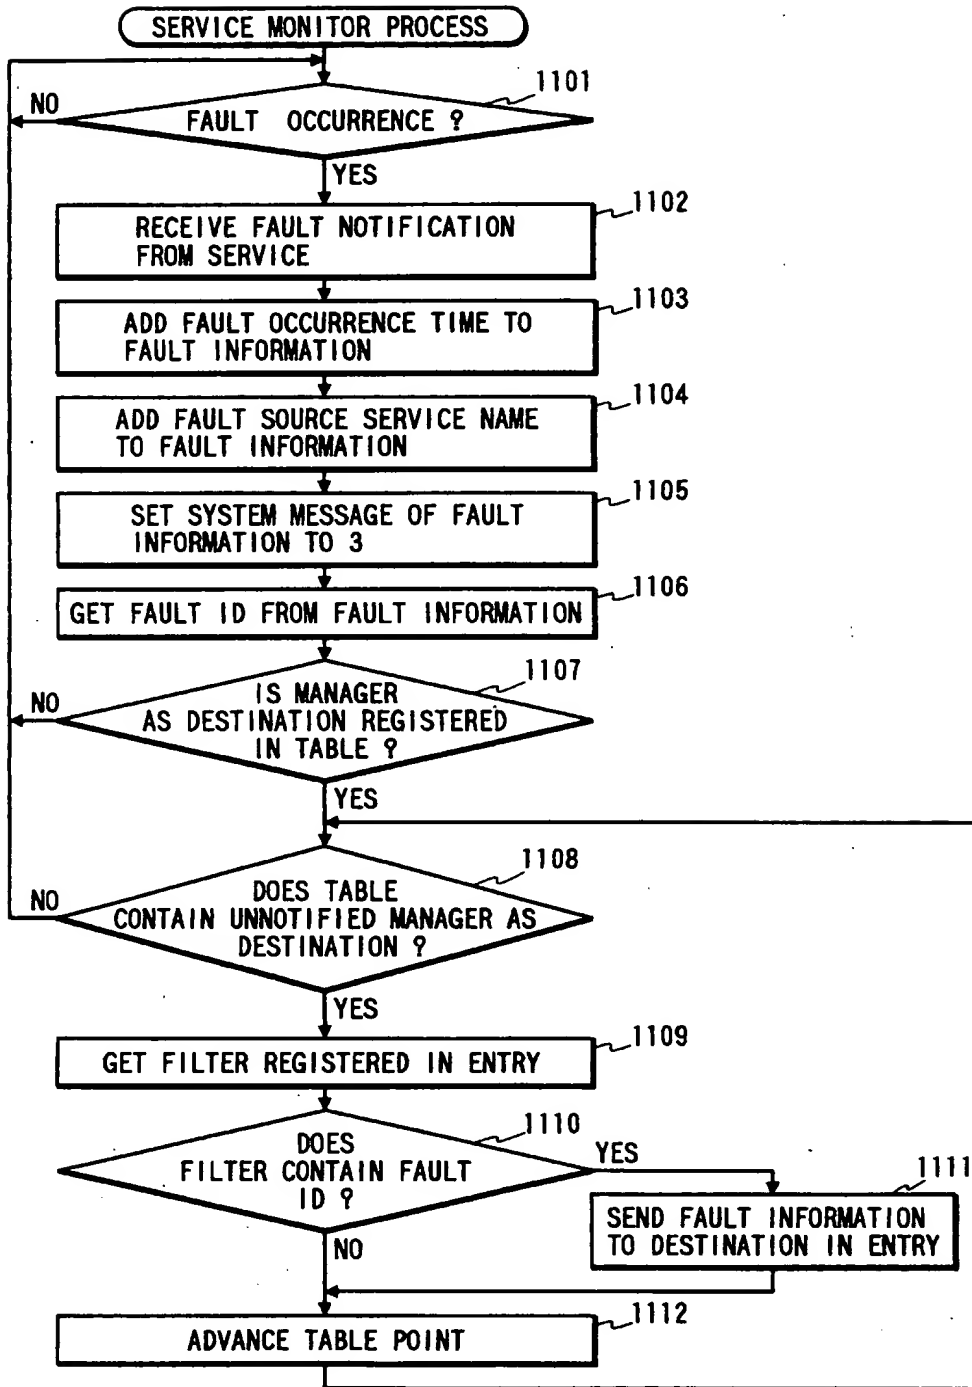 SERVICE MONITOR PROCESS
1101
NO
FAULT OCCURRENCE ?
YES
1102
RECEIVE FAULT NOTIFICATION
FROM SERVICE
1103
ADD FAULT OCCURRENCE TIME TO
FAULT INFORMATION
1104
ADD FAULT SOURCE SERVICE NAME
TO FAULT INFORMATION
1105
SET SYSTEM MESSAGE OF FAULT
INFORMATION TO 3
1106
GET FAULT ID FROM FAULT INFORMATION
1107
NO
IS MANAGER
AS DESTINATION REGISTERED
IN TABLE ?
YES
1108
NO
DOES TABLE
CONTAIN UNNOTIFIED MANAGER AS
DESTINATION ?
YES
1109
GET FILTER REGISTERED IN ENTRY
1110
DOES
FILTER CONTAIN FAULT
ID ?
YES
1111
SEND FAULT INFORMATION
TO DESTINATION IN ENTRY
NO
1112
ADVANCE TABLE POINT